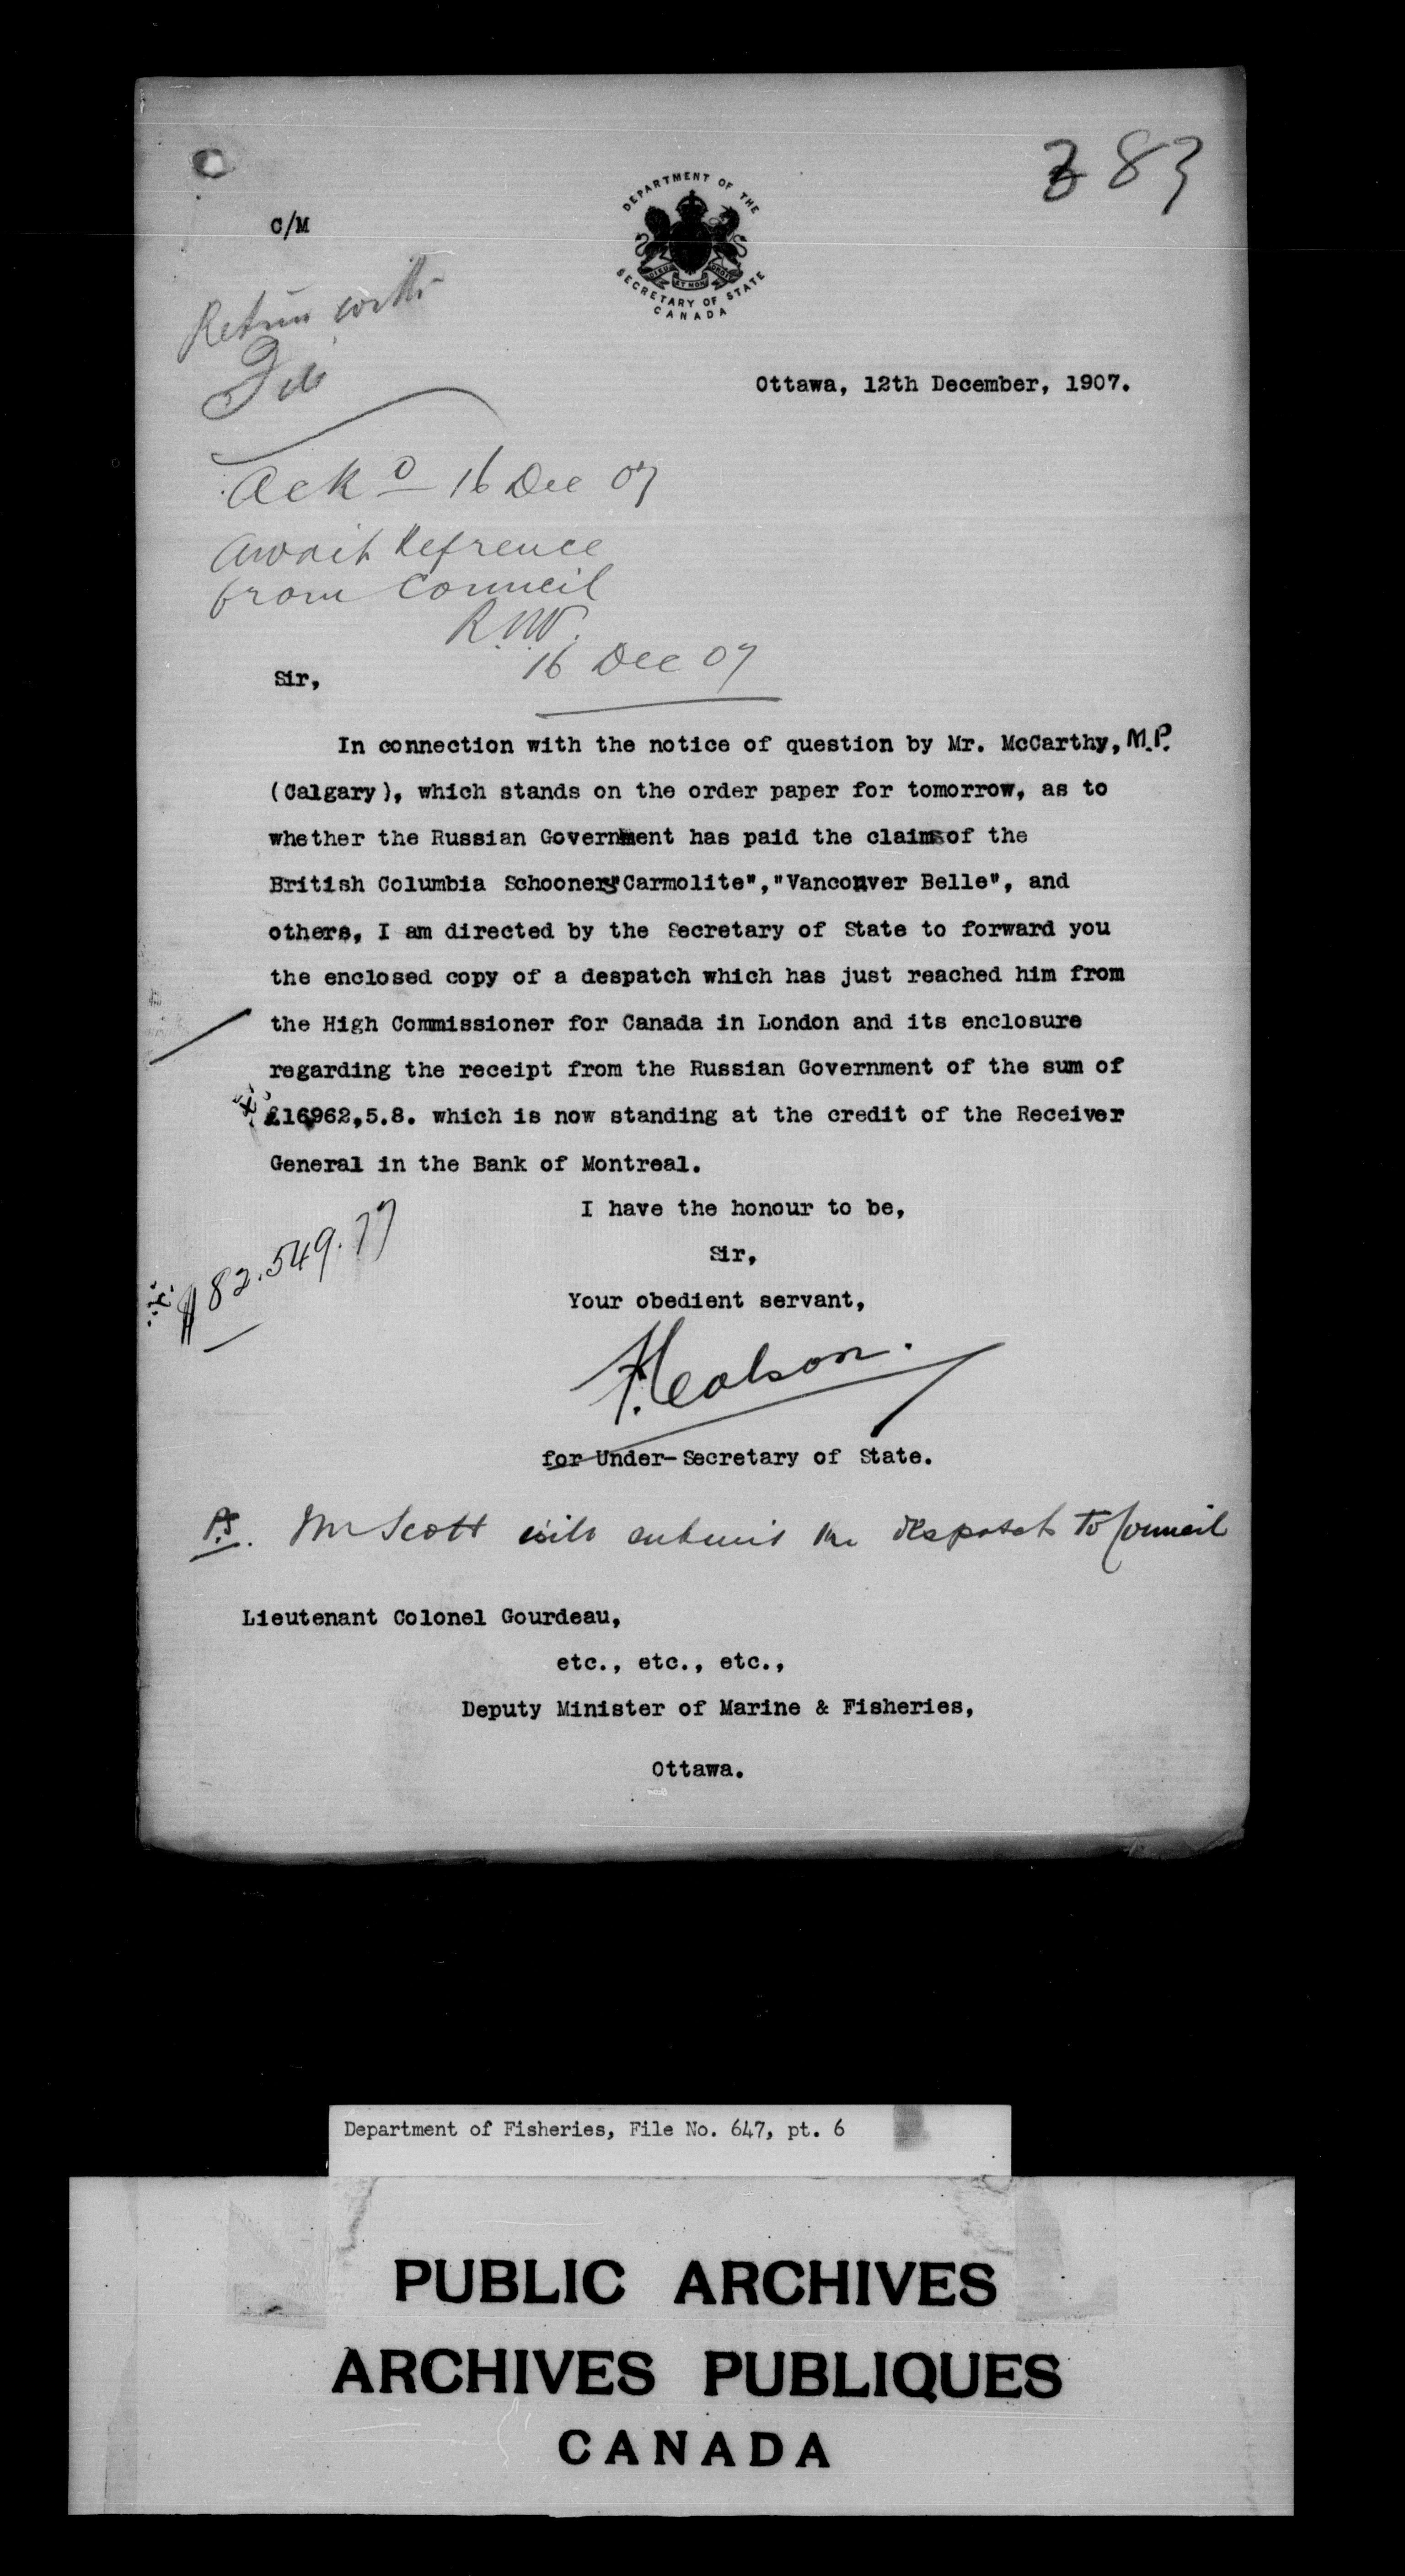 383
DEPARTMENT OF THE
SECRETARY OF STATE
CANADA
C/M
Return with
File
Ottawa, 12th December, 1907.
Ackd 16 Dec 07
Await Refrence
from Council
R.N.V.
16 Dec 07
Sir,
In connection with the notice of question by Mr. McCarthy, M.P.
(Calgary), which stands on the order paper for tomorrow, as to
whether the Russian Government has paid the claims of the
British Columbia Schooners "Carmolite", "Vancouver Belle", and
others, I am directed by the Secretary of State to forward you
the enclosed copy of a despatch which has just reached him from
the High Commissioner for Canada in London and its enclosure
regarding the receipt from the Russian Government of the sum of
£16,962,5.8. which is now standing at the credit of the Receiver
General in the Bank of Montreal.
$82.549.77
I have the honour to be,
Sir,
Your obedient servant,
F. Colson.
for Under-Secretary of State.
P.S. Mr Scott will submit the despatch to Council
Lieutenant Colonel Gourdeau,
etc., etc., etc.,
Deputy Minister of Marine & Fisheries,
Ottawa.
Department of Fisheries, File No. 647, pt. 6
PUBLIC ARCHIVES
ARCHIVES PUBLIQUES
CANADA